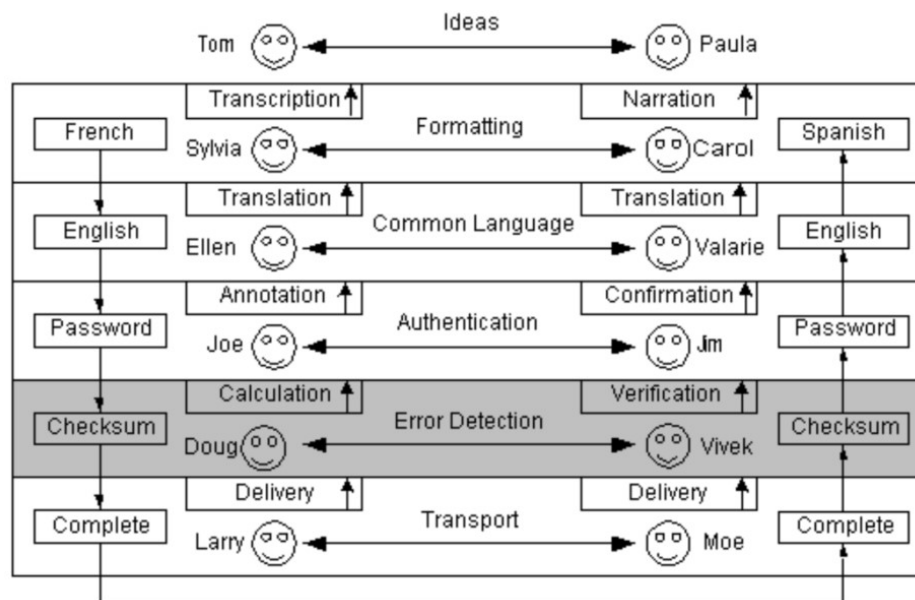 Ideas
Tom Paula
Transcription Narration
French Formatting Spanish
Sylvia Carol
Translation Translation
English Common Language English
Ellen Valarie
Annotation Confirmation
Password Authentication Password
Joe Jim
Calculation Verification
Checksum Error Detection Checksum
Doug Vivek
Delivery Delivery
Complete Transport Complete
Larry Moe